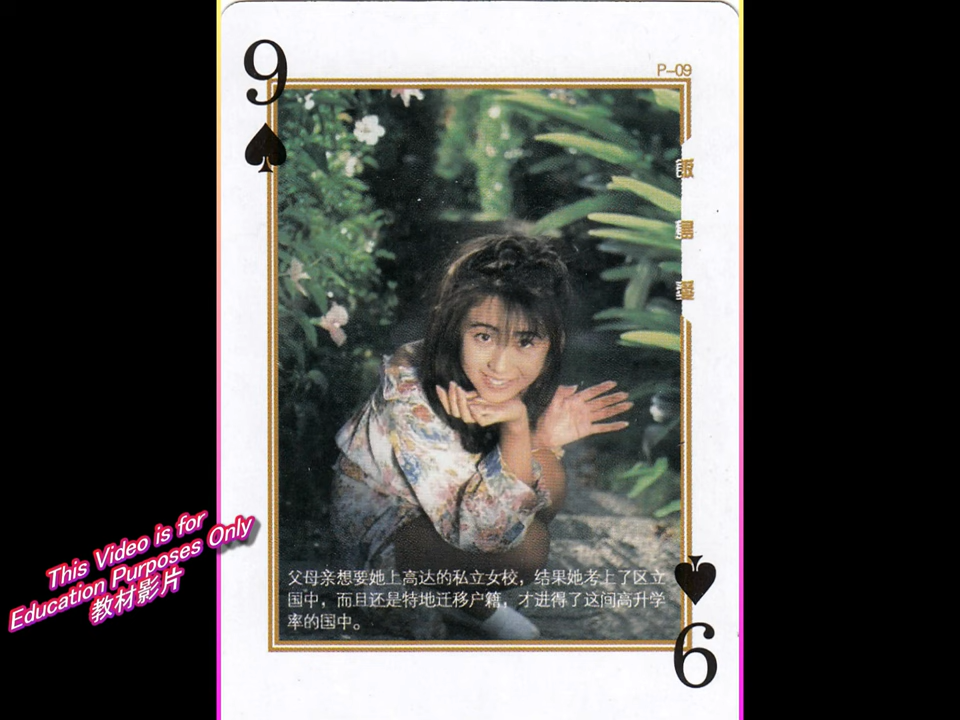 9
P-09
飯
島
愛
This Video is for
Education Purposes Only
教材影片
父母亲想要她上高达的私立女校，结果她考上了区立
国中，而且还是特地迁移户籍，才进得了这间高升学
率的国中。
9